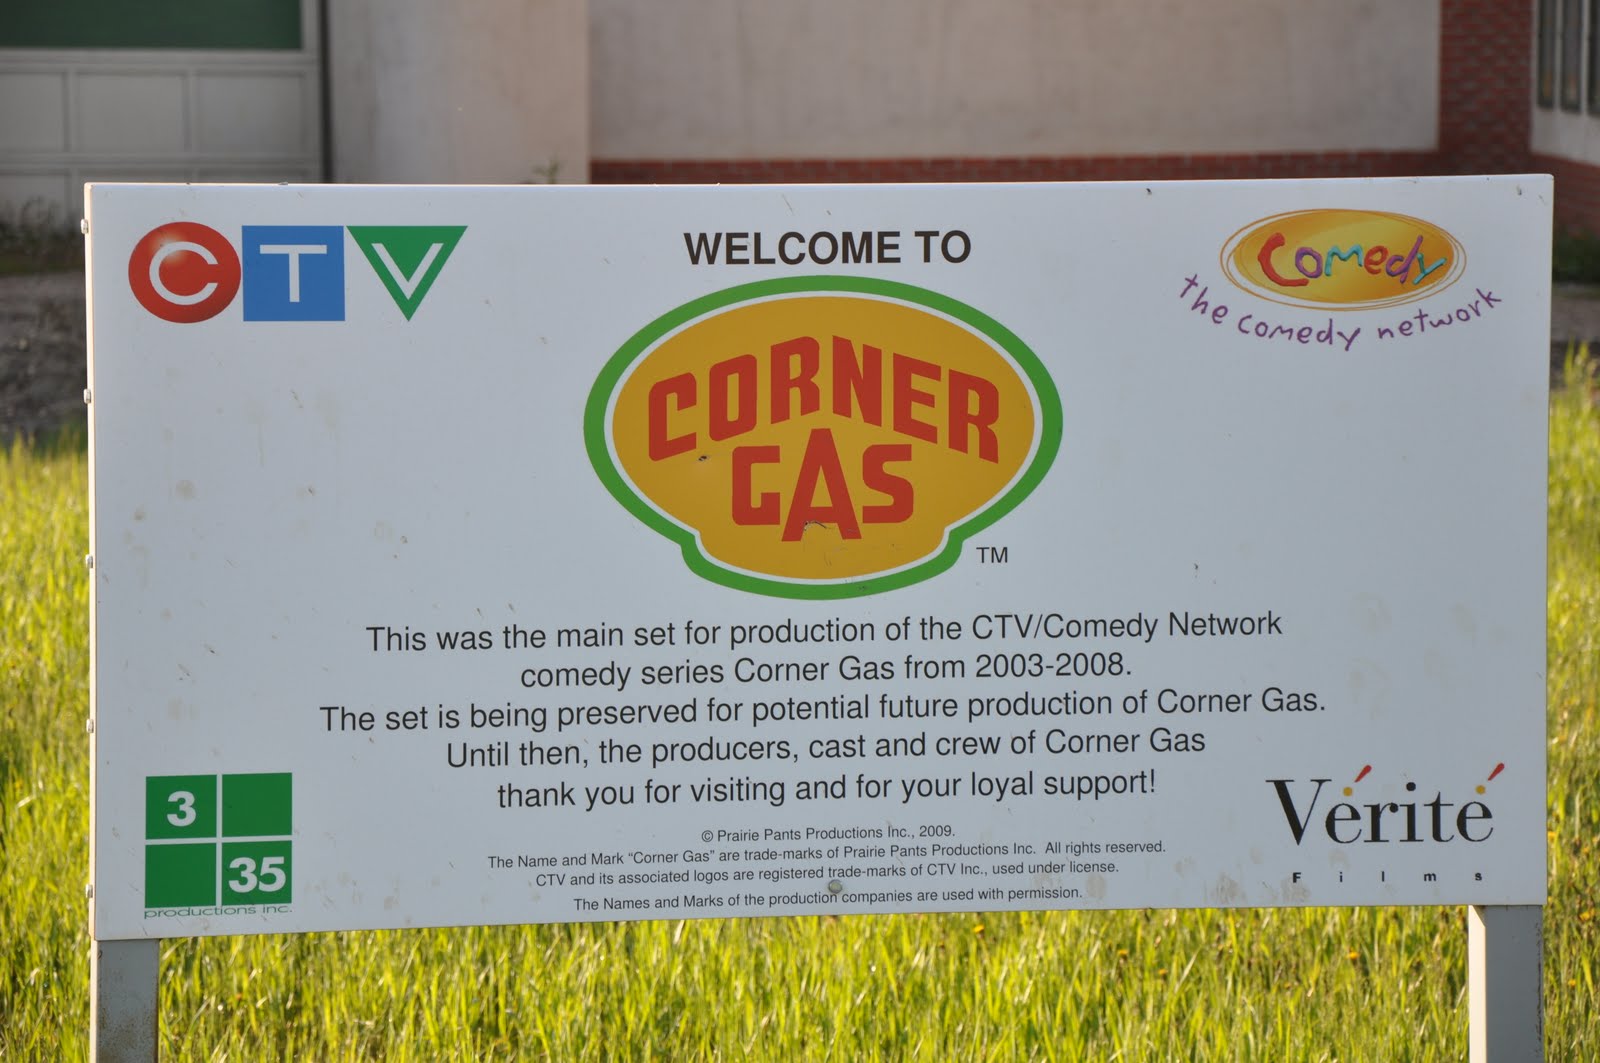 CTV
WELCOME TO
Comedy
the comedy network
CORNER
GAS
TM
This was the main set for production of the CTV/Comedy Network
comedy series Corner Gas from 2003-2008.
The set is being preserved for potential future production of Corner Gas.
Until then, the producers, cast and crew of Corner Gas
thank you for visiting and for your loyal support!
3
35
productions inc.
© Prairie Pants Productions Inc., 2009.
The Name and Mark “Corner Gas” are trade-marks of Prairie Pants Productions Inc. All rights reserved.
CTV and its associated logos are registered trade-marks of CTV Inc., used under license.
The Names and Marks of the production companies are used with permission.
Vérité
Films